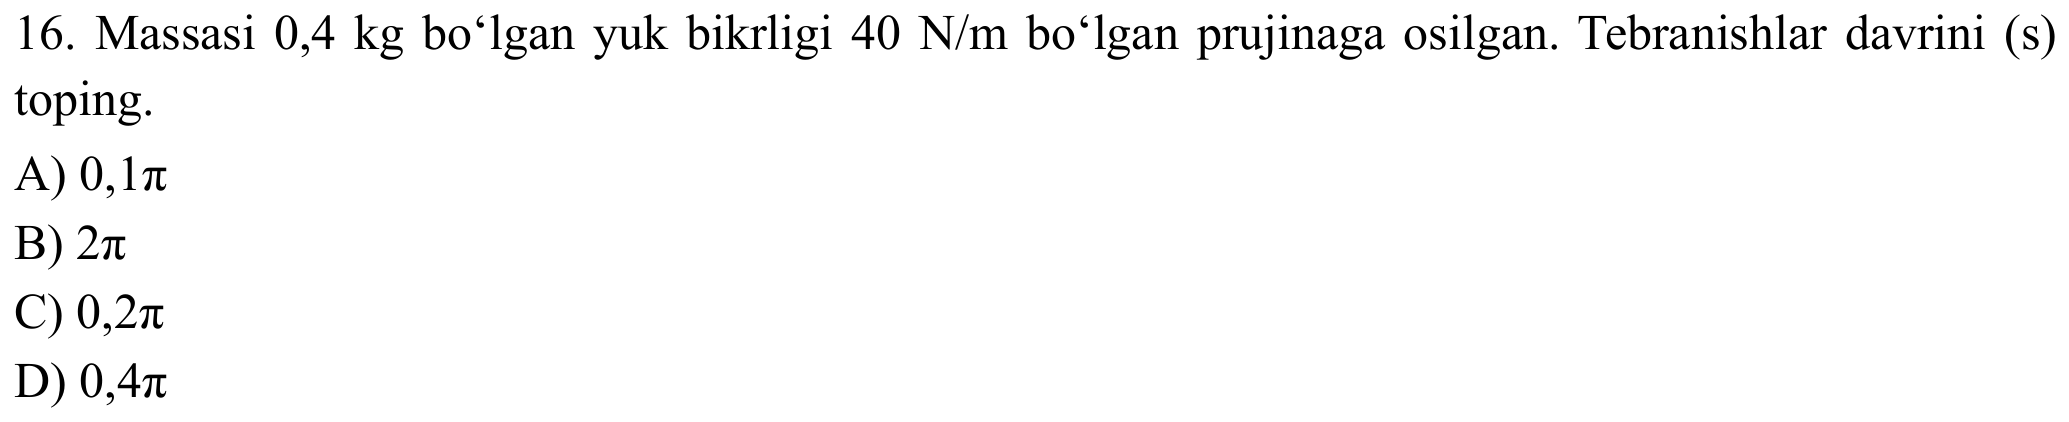 16. Massasi 0,4 kg bo‘lgan yuk bikrligi 40 N/m bo‘lgan prujinaga osilgan. Tebranishlar davrini (s)
toping.
A) 0,1π
B) 2π
C) 0,2π
D) 0,4π